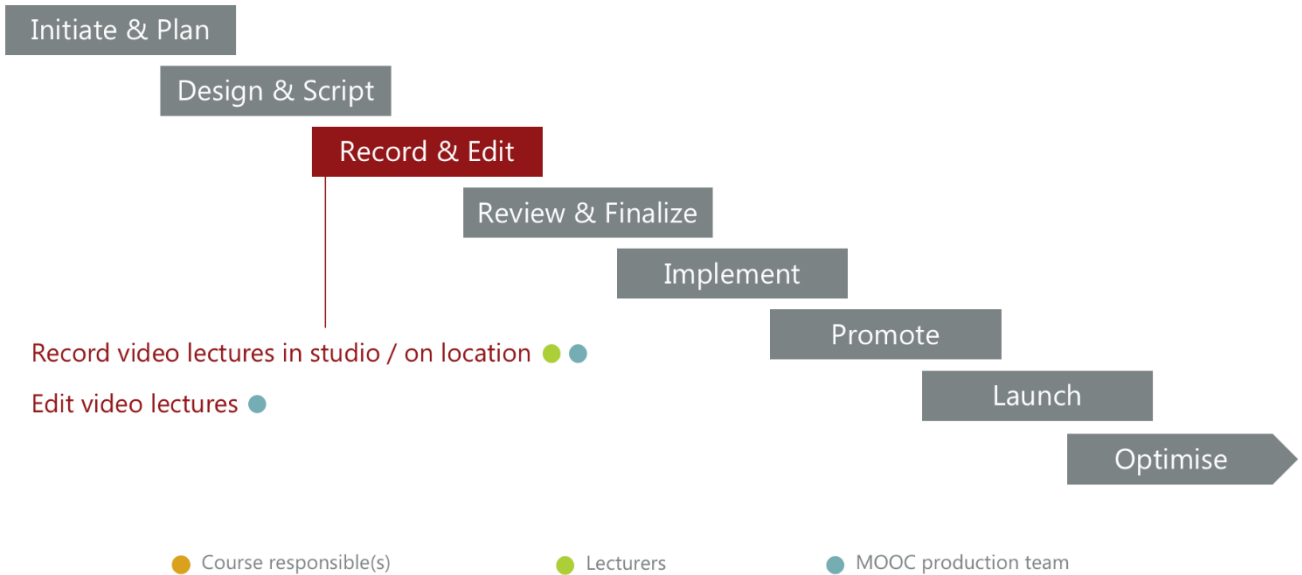 Initiate & Plan
Design & Script
Record & Edit
Review & Finalize
Implement
Promote
Record video lectures in studio / on location
Launch
Edit video lectures
Optimise
Course responsible(s)
Lecturers
MOOC production team